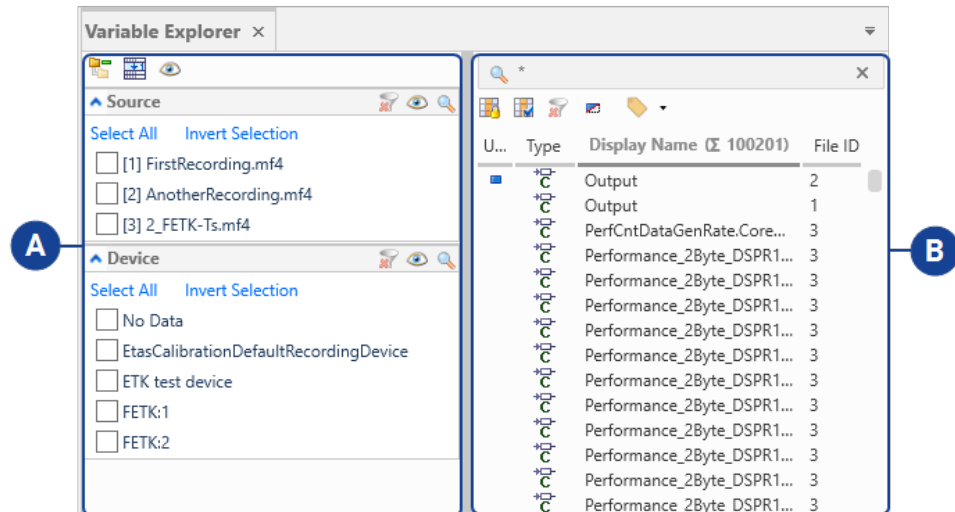 Variable Explorer ×
Source
Select All Invert Selection
[1] FirstRecording.mf4
[2] AnotherRecording.mf4
[3] 2_FETK-Ts.mf4
Device
Select All Invert Selection
No Data
EtasCalibrationDefaultRecordingDevice
ETK test device
FETK:1
FETK:2
A
*
U... Type Display Name (Σ 100201) File ID
C Output 2
C Output 1
C PerfCntDataGenRate.Core... 3
C Performance_2Byte_DSPR1... 3
C Performance_2Byte_DSPR1... 3
C Performance_2Byte_DSPR1... 3
C Performance_2Byte_DSPR1... 3
C Performance_2Byte_DSPR1... 3
C Performance_2Byte_DSPR1... 3
C Performance_2Byte_DSPR1... 3
C Performance_2Byte_DSPR1... 3
C Performance_2Byte_DSPR1... 3
C Performance_2Byte_DSPR1... 3
C Performance_2Byte_DSPR1... 3
B